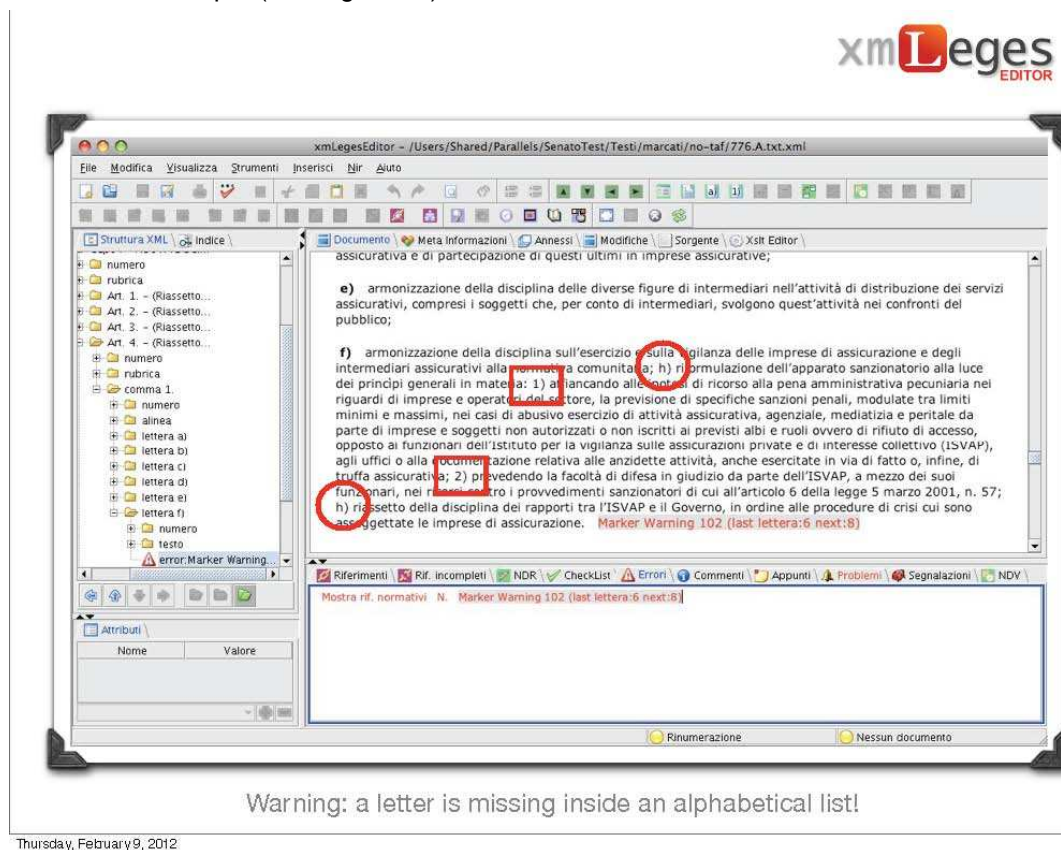 xmLeges
EDITOR
xmLegesEditor - /Users/Shared/Parallels/SenatoTest/Testi/marcati/no-taf/776.A.txt.xml
File Modifica Visualizza Strumenti Inserisci Nir Aiuto
Struttura XML Indice
numero
rubrica
Art. 1. - (Riassetto...
Art. 2. - (Riassetto...
Art. 3. - (Riassetto...
Art. 4. - (Riassetto...
numero
rubrica
comma 1.
numero
alinea
lettera a)
lettera b)
lettera c)
lettera d)
lettera e)
lettera f)
numero
testo
error:Marker Warning...
Attributi
Nome Valore
Documento Meta Informazioni Annessi Modifiche Sorgente Xslt Editor
assicurativa e di partecipazione di questi ultimi in imprese assicurative;
e) armonizzazione della disciplina delle diverse figure di intermediari nell'attività di distribuzione dei servizi
assicurativi, compresi i soggetti che, per conto di intermediari, svolgono quest'attività nei confronti del
pubblico;
f) armonizzazione della disciplina sull'esercizio e sulla vigilanza delle imprese di assicurazione e degli
intermediari assicurativi alla normativa comunitaria; h) riformulazione dell'apparato sanzionatorio alla luce
dei princìpi generali in materia: 1) affiancando alle ipotesi di ricorso alla pena amministrativa pecuniaria nei
riguardi di imprese e operatori del settore, la previsione di specifiche sanzioni penali, modulate tra limiti
minimi e massimi, nei casi di abusivo esercizio di attività assicurativa, agenziale, mediatizia e peritale da
parte di imprese e soggetti non autorizzati o non iscritti ai previsti albi e ruoli ovvero di rifiuto di accesso,
opposto ai funzionari dell'Istituto per la vigilanza sulle assicurazioni private e di interesse collettivo (ISVAP),
agli uffici o alla documentazione relativa alle anzidette attività, anche esercitate in via di fatto o, infine, di
truffa assicurativa; 2) prevedendo la facoltà di difesa in giudizio da parte dell'ISVAP, a mezzo dei suoi
funzionari, nei ricorsi contro i provvedimenti sanzionatori di cui all'articolo 6 della legge 5 marzo 2001, n. 57;
h) riassetto della disciplina dei rapporti tra l'ISVAP e il Governo, in ordine alle procedure di crisi cui sono
assoggettate le imprese di assicurazione. Marker Warning 102 (last lettera:6 next:8)
Riferimenti Rif. incompleti NDR CheckList Errori Commenti Appunti Problemi Segnalazioni NDV
Mostra rif. normativi N. Marker Warning 102 (last lettera:6 next:8)
Rinumerazione Nessun documento
Warning: a letter is missing inside an alphabetical list!
Thursday, February 9, 2012